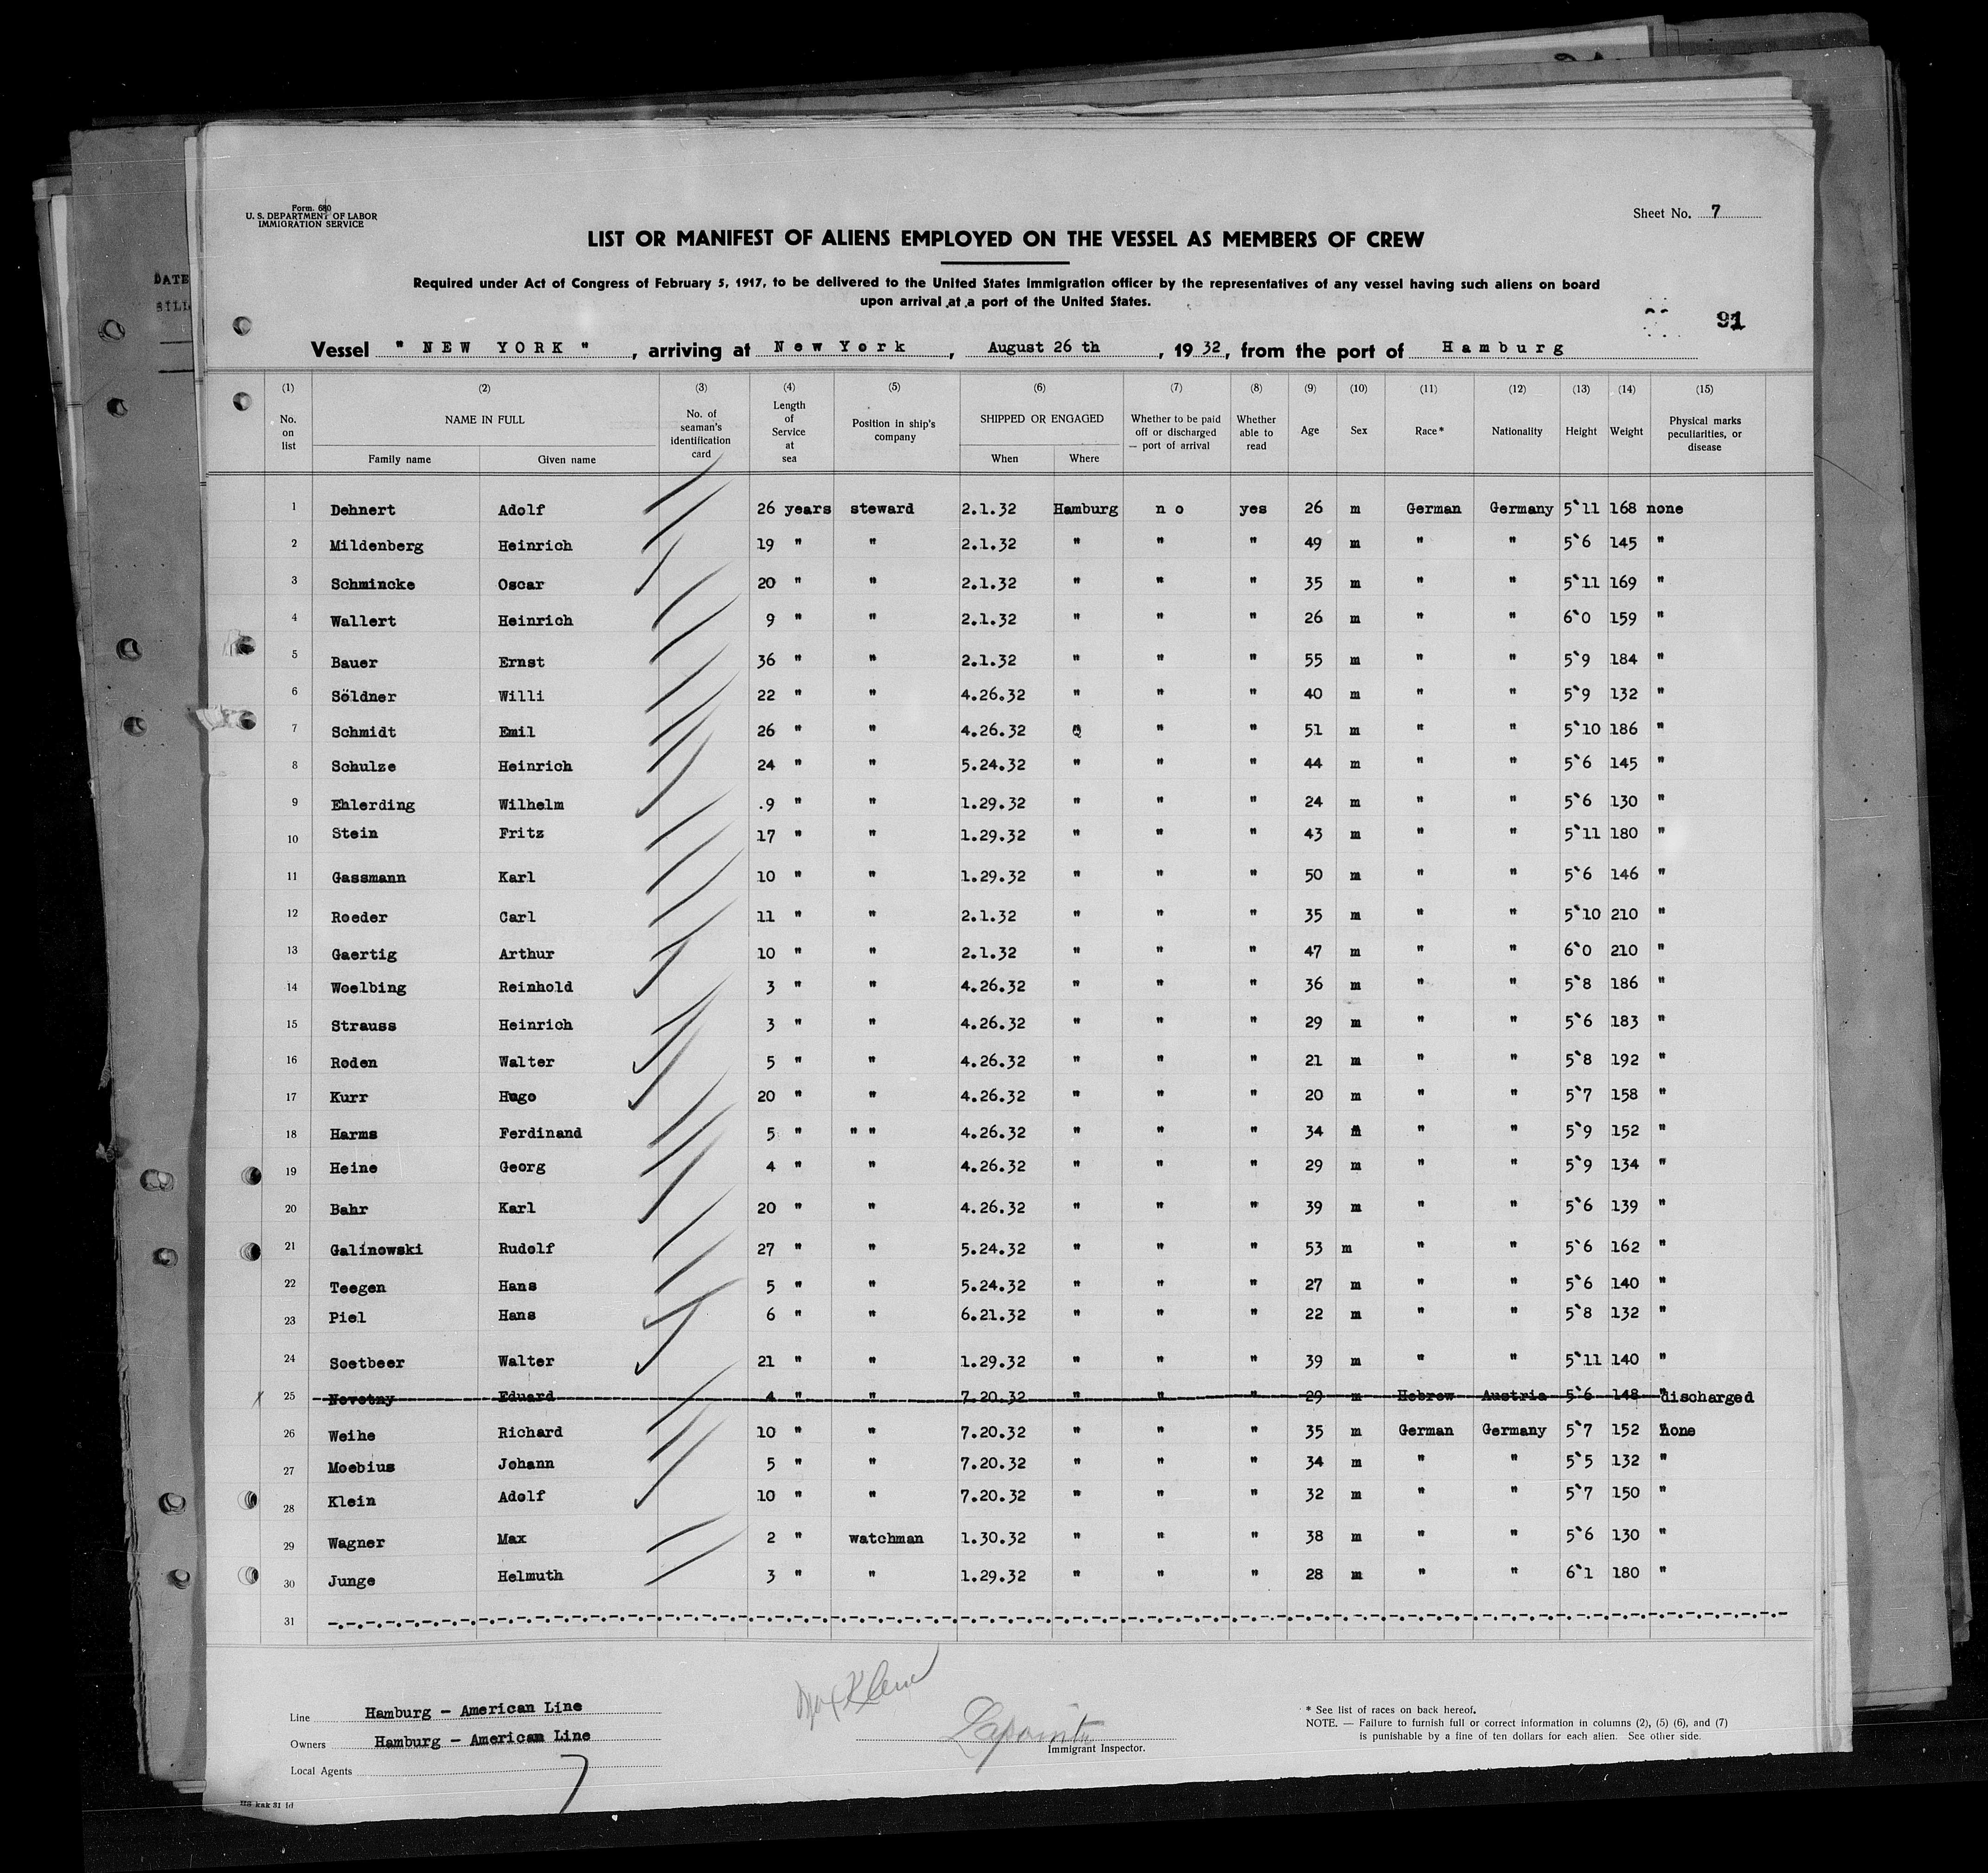 DATE
Form. 680
U. S. DEPARTMENT OF LABOR
IMMIGRATION SERVICE
Sheet No. 7
LIST OR MANIFEST OF ALIENS EMPLOYED ON THE VESSEL AS MEMBERS OF CREW
Required under Act of Congress of February 5, 1917, to be delivered to the United States immigration officer by the representatives of any vessel having such aliens on board
upon arrival at a port of the United States.
91
Vessel " NEW YORK ", arriving at New York, August 26 th, 1932, from the port of Hamburg
(1) (2) (3) (4) (5) (6) (7) (8) (9) (10) (11) (12) (13) (14) (15)
No. on list NAME IN FULL Family name Given name No. of seaman's identification card Length of Service at sea Position in ship's company SHIPPED OR ENGAGED When Where Whether to be paid off or discharged — port of arrival Whether able to read Age Sex Race* Nationality Height Weight Physical marks peculiarities, or disease
1 Dehnert Adolf 26 years steward 2.1.32 Hamburg no yes 26 m German Germany 5'11 168 none
2 Mildenberg Heinrich 19 " " 2.1.32 " " " 49 m " " 5'6 145 "
3 Schmincke Oscar 20 " " 2.1.32 " " " 35 m " " 5'11 169 "
4 Wallert Heinrich 9 " " 2.1.32 " " " 26 m " " 6'0 159 "
5 Bauer Ernst 36 " " 2.1.32 " " " 55 m " " 5'9 184 "
6 Söldner Willi 22 " " 4.26.32 " " " 40 m " " 5'9 132 "
7 Schmidt Emil 26 " " 4.26.32 " " " 51 m " " 5'10 186 "
8 Schulze Heinrich 24 " " 5.24.32 " " " 44 m " " 5'6 145 "
9 Ehlerding Wilhelm .9 " " 1.29.32 " " " 24 m " " 5'6 130 "
10 Stein Fritz 17 " " 1.29.32 " " " 43 m " " 5'11 180 "
11 Gassmann Karl 10 " " 1.29.32 " " " 50 m " " 5'6 146 "
12 Roeder Carl 11 " " 2.1.32 " " " 35 m " " 5'10 210 "
13 Gaertig Arthur 10 " " 2.1.32 " " " 47 m " " 6'0 210 "
14 Woelbing Reinhold 3 " " 4.26.32 " " " 36 m " " 5'8 186 "
15 Strauss Heinrich 3 " " 4.26.32 " " " 29 m " " 5'6 183 "
16 Roden Walter 5 " " 4.26.32 " " " 21 m " " 5'8 192 "
17 Kurr Hugo 20 " " 4.26.32 " " " 20 m " " 5'7 158 "
18 Harms Ferdinand 5 " " " 4.26.32 " " " 34 m " " 5'9 152 "
19 Heine Georg 4 " " 4.26.32 " " " 29 m " " 5'9 134 "
20 Bahr Karl 20 " " 4.26.32 " " " 39 m " " 5'6 139 "
21 Galinowski Rudolf 27 " " 5.24.32 " " " 53 m " " 5'6 162 "
22 Teegen Hans 5 " " 5.24.32 " " " 27 m " " 5'6 140 "
23 Piel Hans 6 " " 6.21.32 " " " 22 m " " 5'8 132 "
24 Soetbeer Walter 21 " " 1.29.32 " " " 39 m " " 5'11 140 "
25 Novotny Eduard 4 " " 7.20.32 " " " 29 m Hebrew Austria 5'6 148 " discharged
26 Weihe Richard 10 " " 7.20.32 " " " 35 m German Germany 5'7 152 none
27 Moebius Johann 5 " " 7.20.32 " " " 34 m " " 5'5 132 "
28 Klein Adolf 10 " " 7.20.32 " " " 32 m " " 5'7 150 "
29 Wagner Max 2 " watchman 1.30.32 " " " 38 m " " 5'6 130 "
30 Junge Helmuth 3 " " 1.29.32 " " " 28 m " " 6'1 180 "
31
Line Hamburg - American Line
Owners Hamburg - American Line
Local Agents
7
Immigrant Inspector.
* See list of races on back hereof.
NOTE. — Failure to furnish full or correct information in columns (2), (5) (6), and (7)
is punishable by a fine of ten dollars for each alien. See other side.